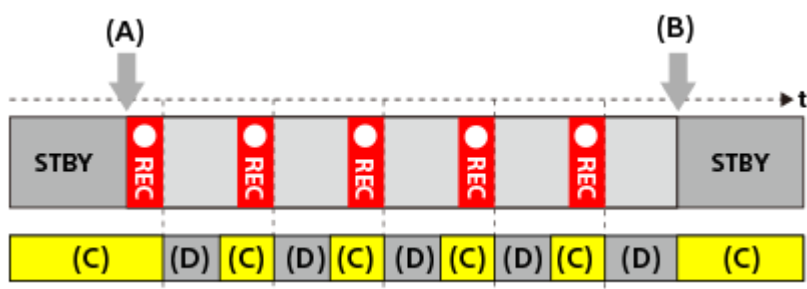 (A) (B)
t
STBY REC REC REC REC REC STBY
(C) (D) (C) (D) (C) (D) (C) (D) (C) (D) (C)